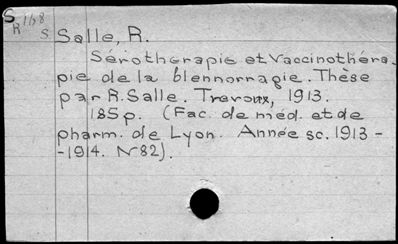 S
R 168
S. Salle, R.
Sérothérapie et Vaccinothéra-
pie de la blennorragie. Thèse
par R. Salle. Trevoux, 1913.
185p. (Fac. de méd. et de
pharm. de Lyon. Année sc. 1913 -
-1914. N°82).